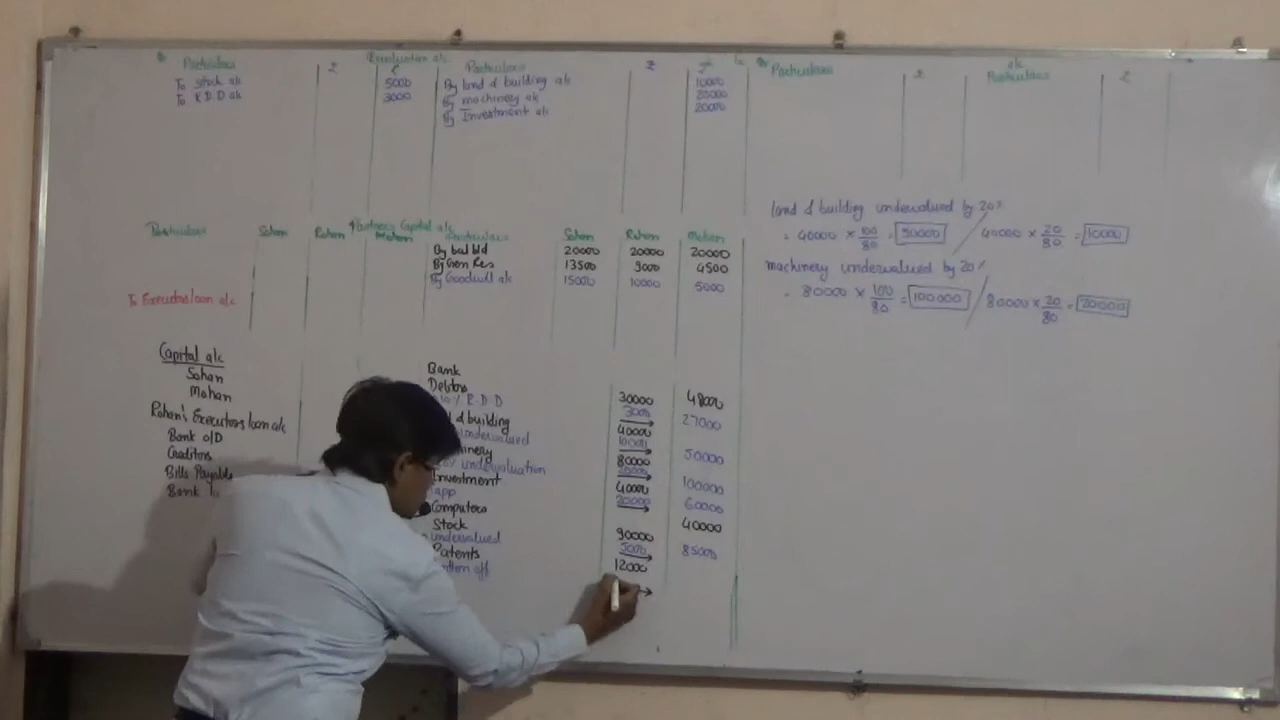 Particulars ₹ Revaluation a/c ₹ Particulars ₹ ₹
To stock a/c 5000 By land & building a/c 10000
To R.D.D a/c 3000 By machinery a/c 20000
By Investment a/c 20000
Particulars ₹ a/c Particulars ₹
Partners Capital a/c
Particulars Sohan Rohan Mohan Particulars Sohan Rohan Mohan
By bal b/d 20000 20000 20000
By Gen Res 13500 9000 4500
By Goodwill a/c 15000 10000 5000
To Executors loan a/c
land & building undervalued by 20%
= 40000 × 100/80 = 50000 / 40000 × 20/80 = 10000
machinery undervalued by 20%
= 80000 × 100/80 = 100000 / 80000 × 20/80 = 20000
Capital a/c
Sohan
Mohan
Rohan's Executors loan a/c
Bank O/D
Creditors
Bills Payable
Bank
Bank 48000
Debtors 30000
R.D.D 3000 27000
& building 40000
undervalued 10000 50000
80000
undervaluation 20000 100000
Investment 40000
app 20000 60000
Computers 40000
Stock 90000
undervalued 5000 85000
Patents 12000
off